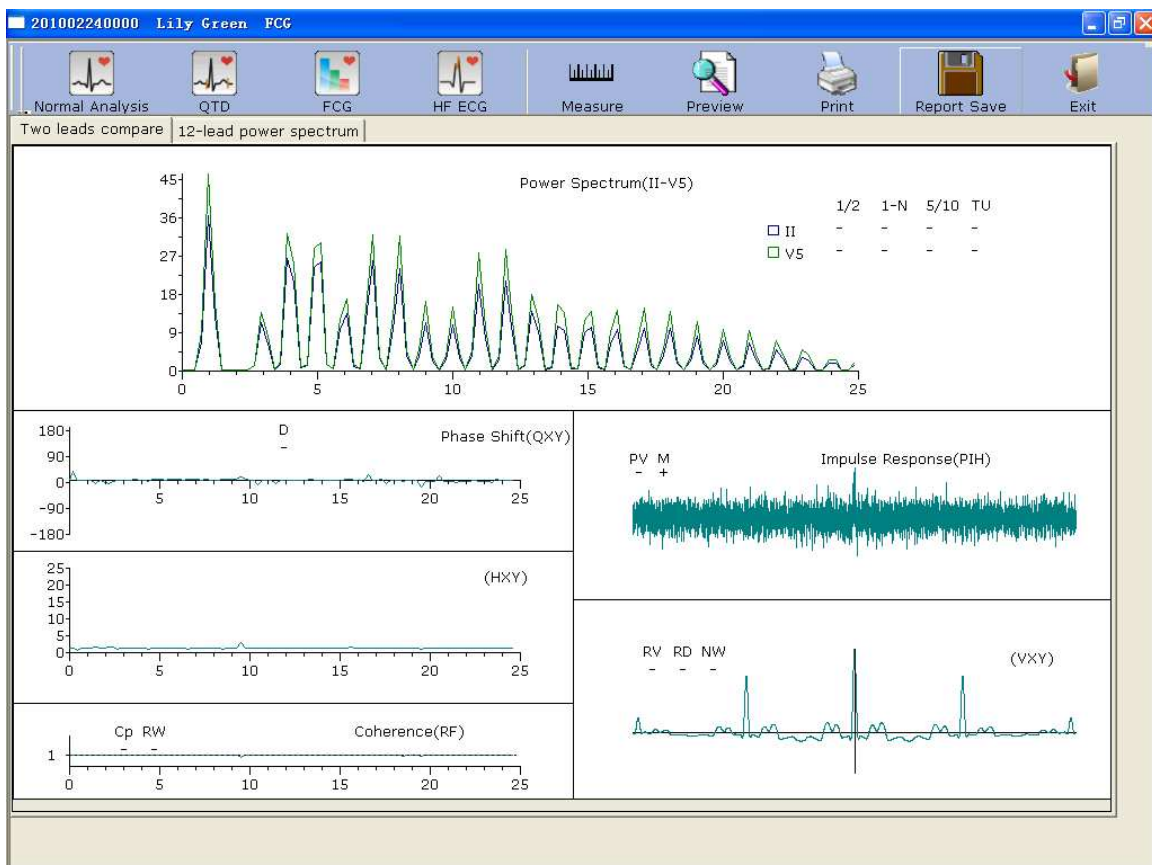 201002240000 Lily Green FCG
Normal Analysis QTD FCG HF ECG Measure Preview Print Report Save Exit
Two leads compare 12-lead power spectrum
Power Spectrum(II-V5)
1/2 1-N 5/10 TU
II - - - -
V5 - - - -
45
36
27
18
9
0
0 5 10 15 20 25
D
-
Phase Shift(QXY)
180
90
0
-90
-180
5 10 15 20 25
PV M
- +
Impulse Response(PIH)
(HXY)
25
20
15
10
5
0
0 5 10 15 20 25
RV RD NW
- - -
(VXY)
Cp RW
- -
Coherence(RF)
1
0 5 10 15 20 25